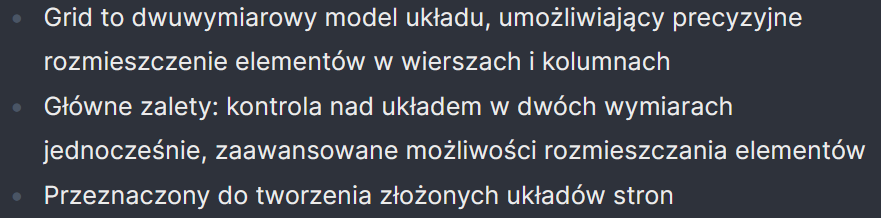 Grid to dwuwymiarowy model układu, umożliwiający precyzyjne
rozmieszczenie elementów w wierszach i kolumnach
Główne zalety: kontrola nad układem w dwóch wymiarach
jednocześnie, zaawansowane możliwości rozmieszczania elementów
Przeznaczony do tworzenia złożonych układów stron